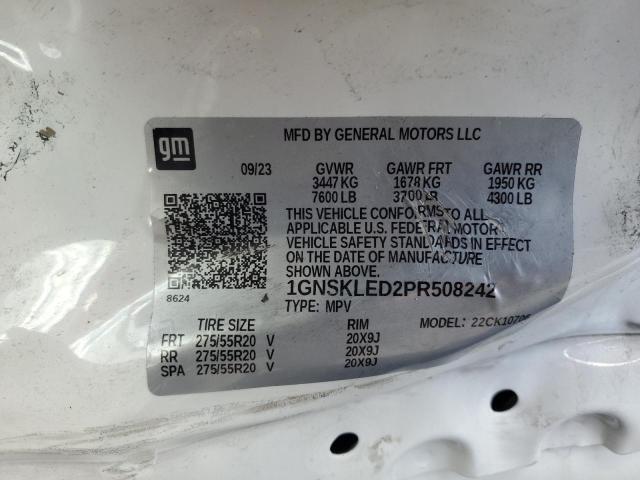 gm
MFD BY GENERAL MOTORS LLC
09/23 GVWR GAWR FRT GAWR RR
3447 KG 1678 KG 1950 KG
7600 LB 3700 LB 4300 LB
THIS VEHICLE CONFORMS TO ALL
APPLICABLE U.S. FEDERAL MOTOR
VEHICLE SAFETY STANDARDS IN EFFECT
ON THE DATE OF MANUFACTURE
SHOWN ABOVE.
1GNSKLED2PR508242
8624
TYPE: MPV
TIRE SIZE RIM MODEL:
FRT 275/55R20 V 20X9J
RR 275/55R20 V 20X9J
SPA 275/55R20 V 20X9J